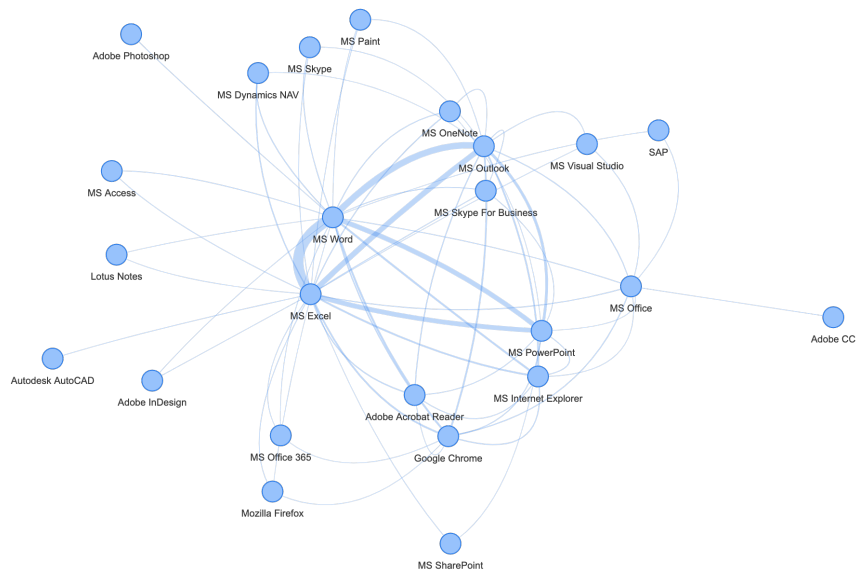 MS Paint
Adobe Photoshop
MS Skype
MS Dynamics NAV
MS OneNote
SAP
MS Visual Studio
MS Outlook
MS Access
MS Skype For Business
MS Word
Lotus Notes
MS Office
MS Excel
Adobe CC
MS PowerPoint
Autodesk AutoCAD
MS Internet Explorer
Adobe InDesign
Adobe Acrobat Reader
MS Office 365
Google Chrome
Mozilla Firefox
MS SharePoint